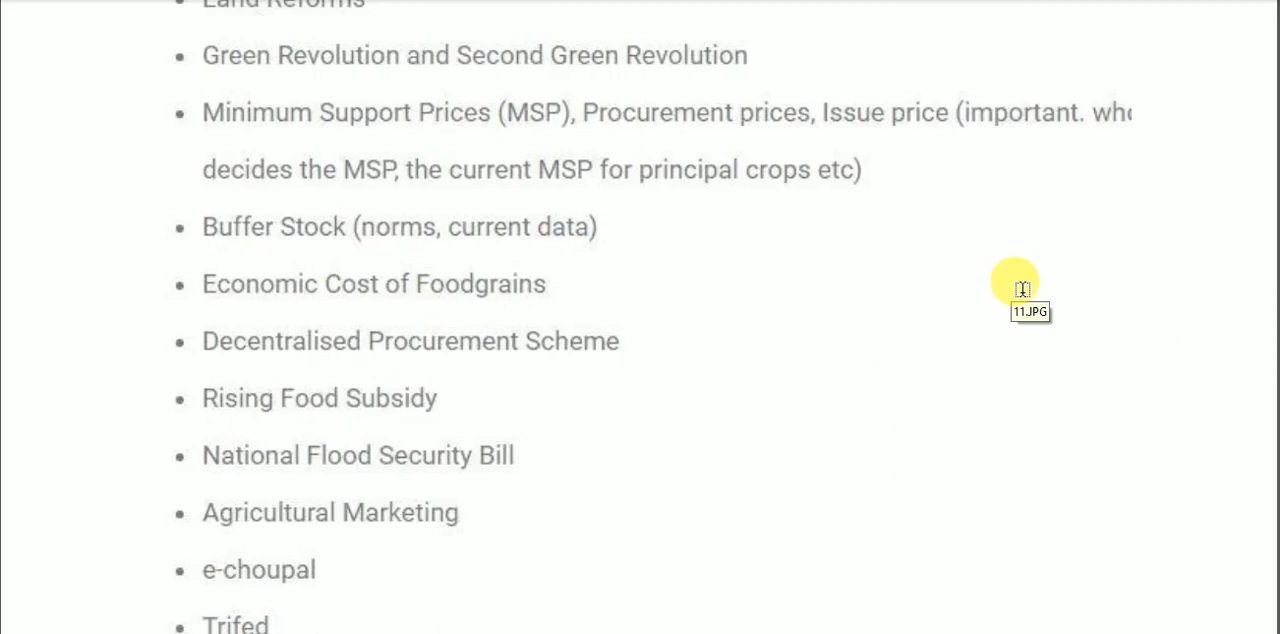 Land Reforms
• Green Revolution and Second Green Revolution
• Minimum Support Prices (MSP), Procurement prices, Issue price (important.
decides the MSP, the current MSP for principal crops etc)
• Buffer Stock (norms, current data)
• Economic Cost of Foodgrains
11.JPG
• Decentralised Procurement Scheme
• Rising Food Subsidy
• National Flood Security Bill
• Agricultural Marketing
• e-choupal
• Trifed